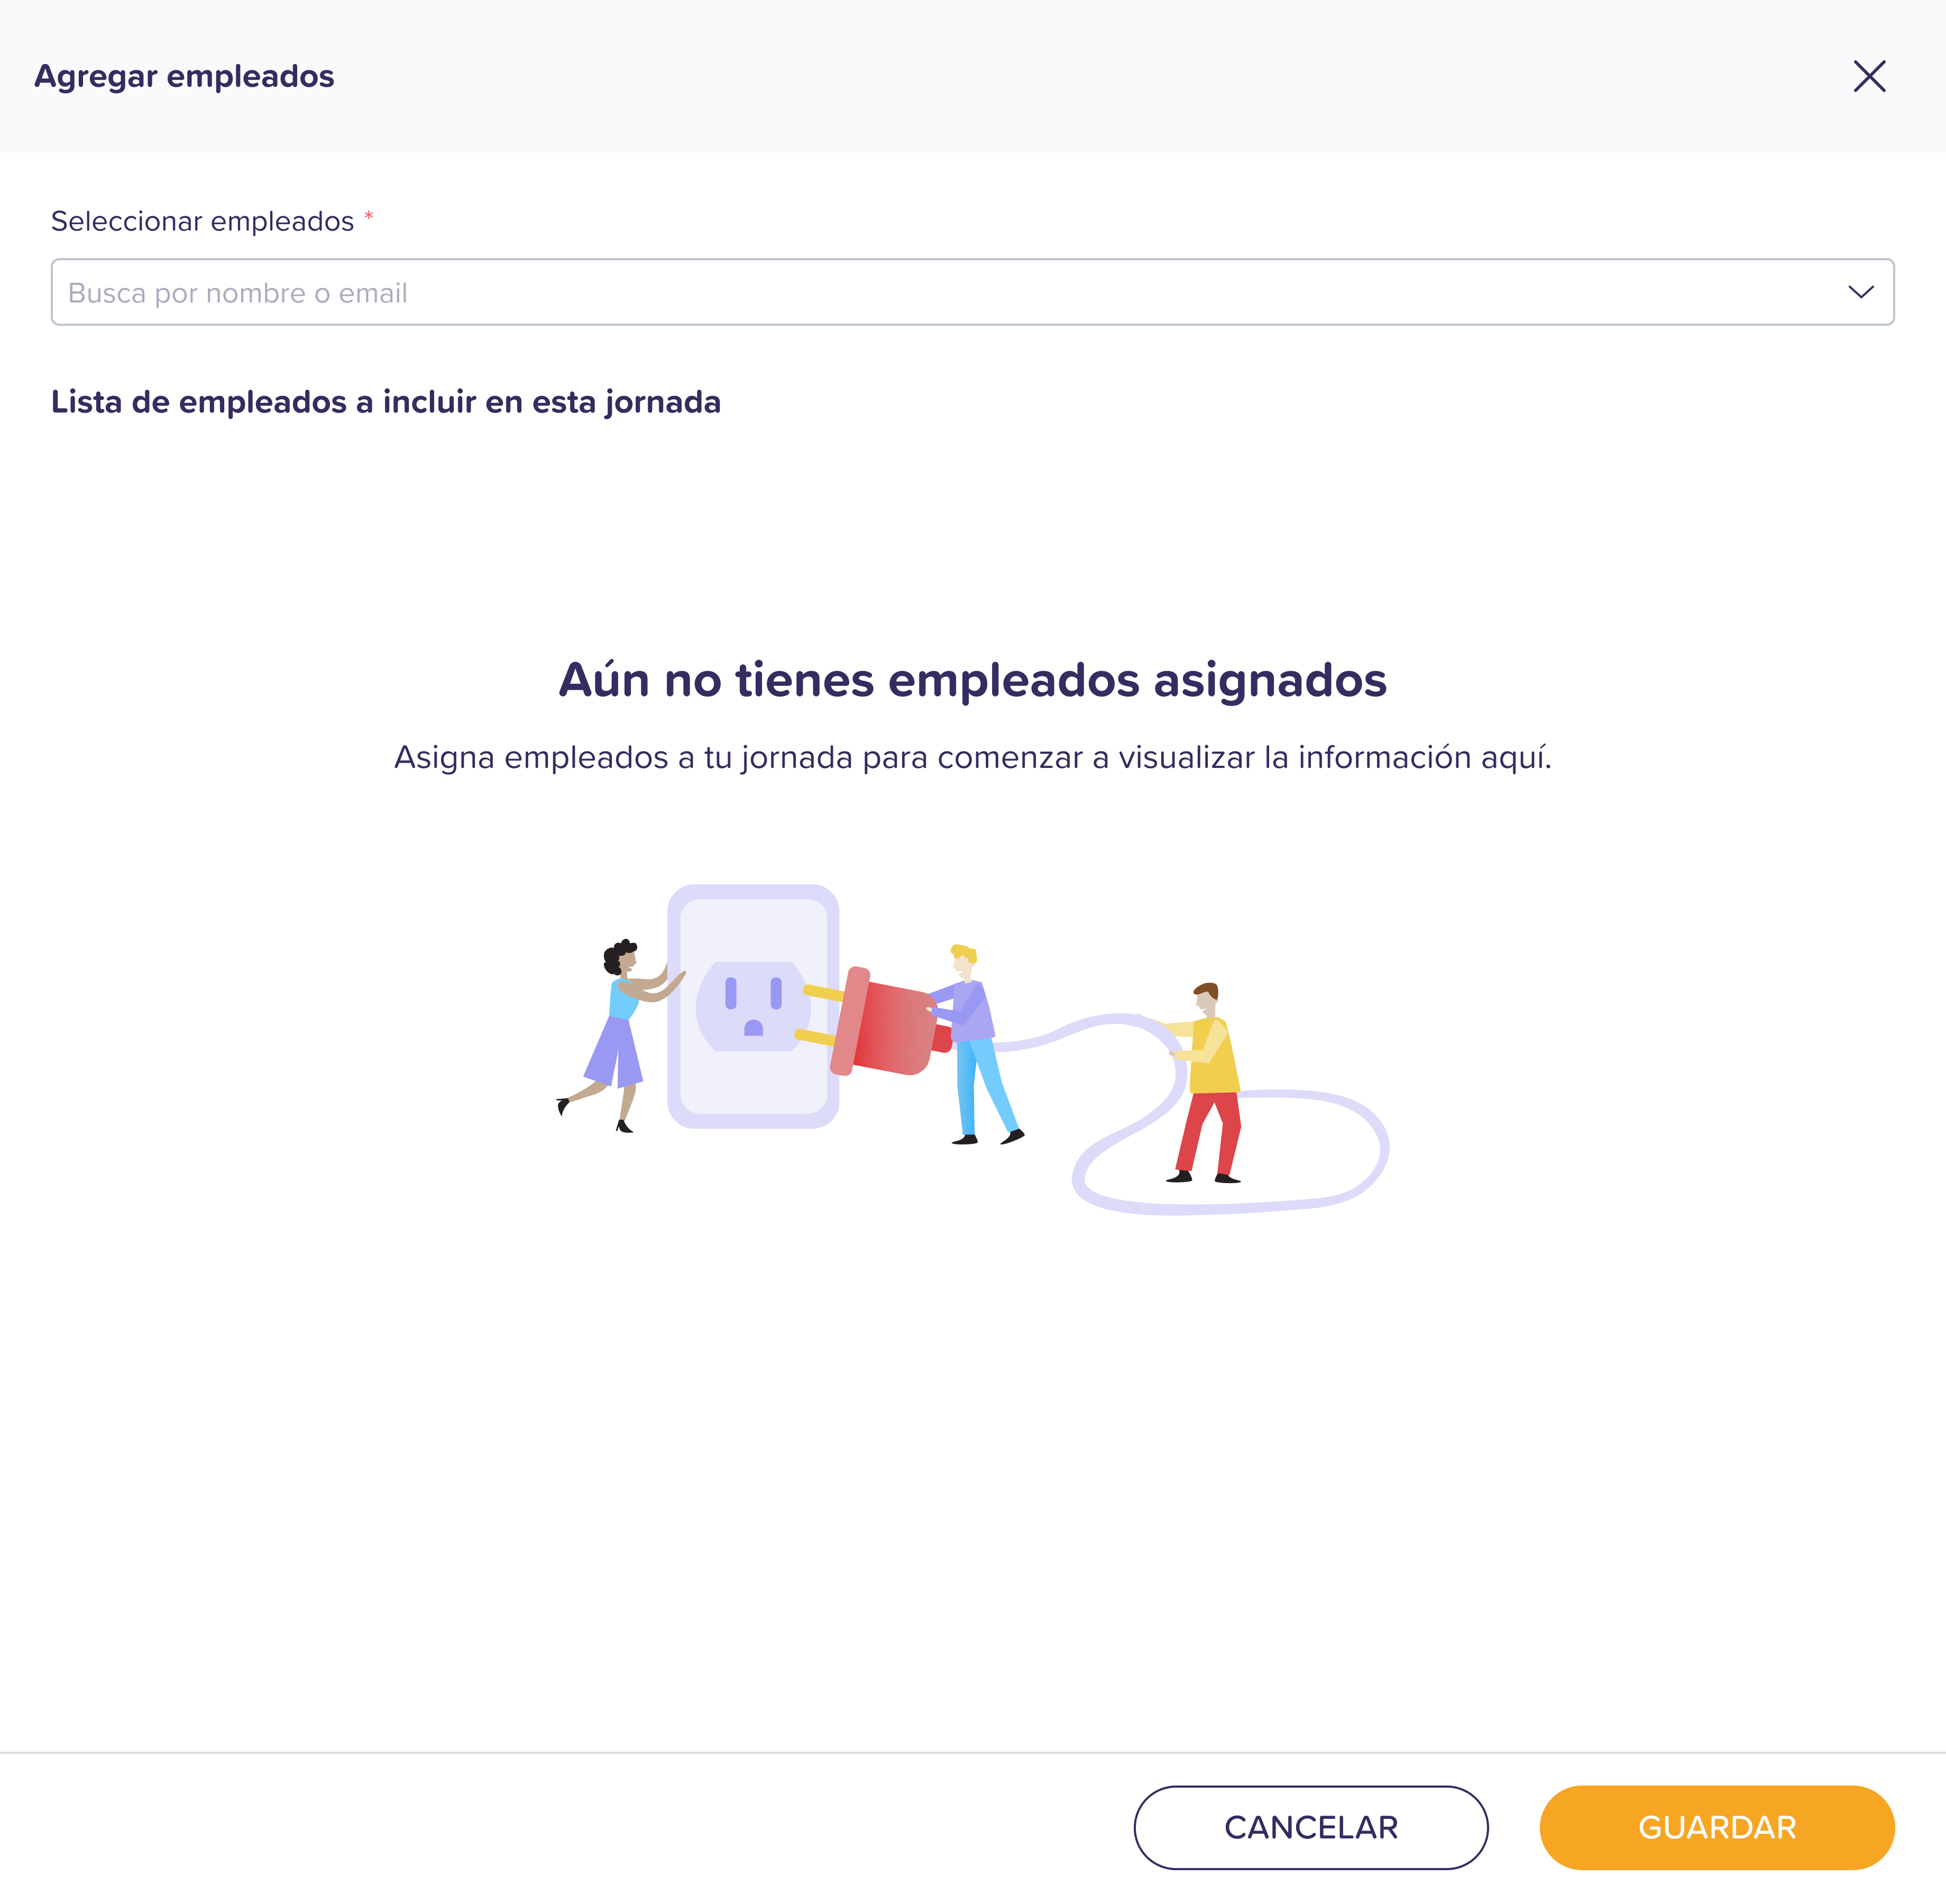 Agregar empleados
Seleccionar empleados *
Busca por nombre o email
Lista de empleados a incluir en esta jornada
Aún no tienes empleados asignados
Asigna empleados a tu jornada para comenzar a visualizar la información aquí.
CANCELAR
GUARDAR